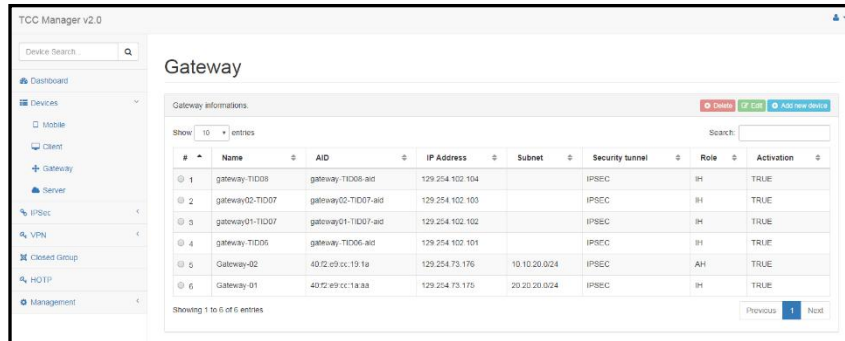 TCC Manager v2.0
Device Search...
Dashboard
Devices
Mobile
Client
Gateway
Server
IPSec
VPN
Closed Group
HOTP
Management
Gateway
Gateway informations.
Delete Edit Add new device
Show 10 entries
Search:
# Name AID IP Address Subnet Security tunnel Role Activation
1 gateway-TID08 gateway-TID08-aid 129.254.102.104 IPSEC IH TRUE
2 gateway02-TID07 gateway02-TID07-aid 129.254.102.103 IPSEC IH TRUE
3 gateway01-TID07 gateway01-TID07-aid 129.254.102.102 IPSEC IH TRUE
4 gateway-TID06 gateway-TID06-aid 129.254.102.101 IPSEC IH TRUE
5 Gateway-02 40:f2:e9:cc:19:1a 129.254.73.176 10.10.20.0/24 IPSEC AH TRUE
6 Gateway-01 40:f2:e9:cc:1a:aa 129.254.73.175 20.20.20.0/24 IPSEC IH TRUE
Showing 1 to 6 of 6 entries
Previous 1 Next